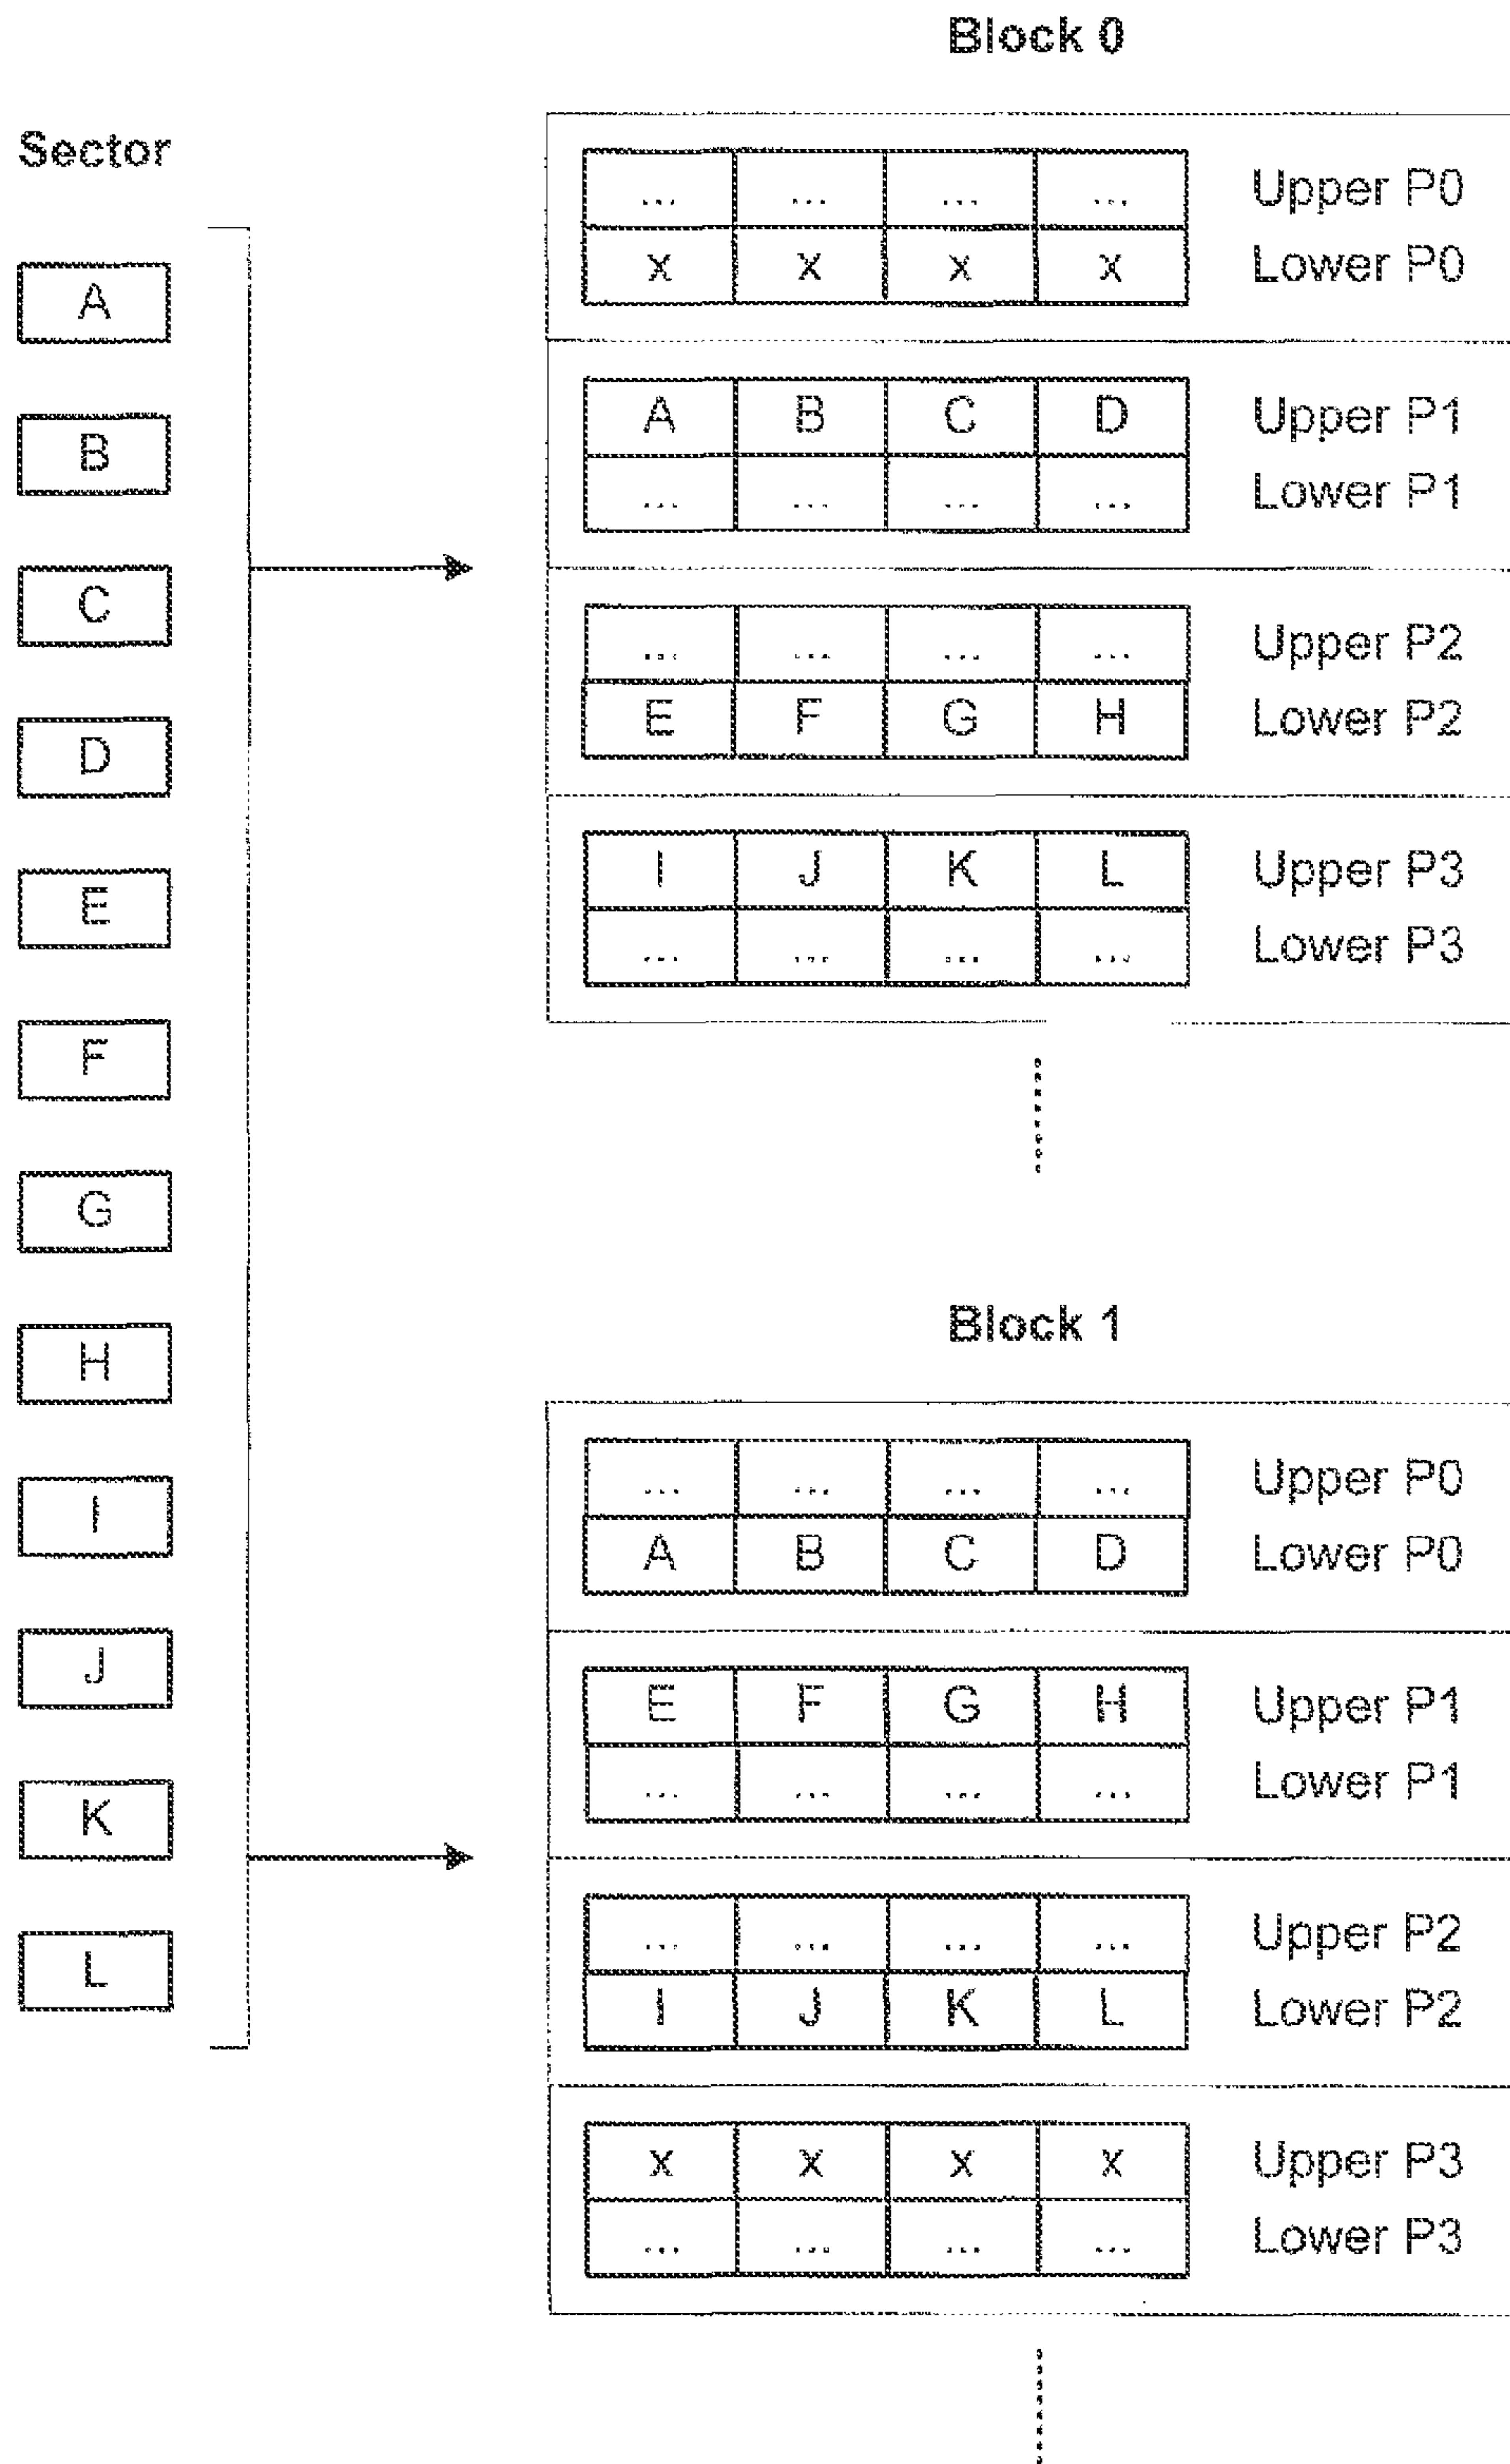 Block 0
Sector
... ... ... ... Upper P0
x x x x Lower P0
A
A B C D Upper P1
B
... ... ... ... Lower P1
C
... ... ... ... Upper P2
D
E F G H Lower P2
E
I J K L Upper P3
... ... ... ... Lower P3
F
G
H
Block 1
I
... ... ... ... Upper P0
A B C D Lower P0
J
E F G H Upper P1
K
... ... ... ... Lower P1
L
... ... ... ... Upper P2
I J K L Lower P2
x x x x Upper P3
... ... ... ... Lower P3